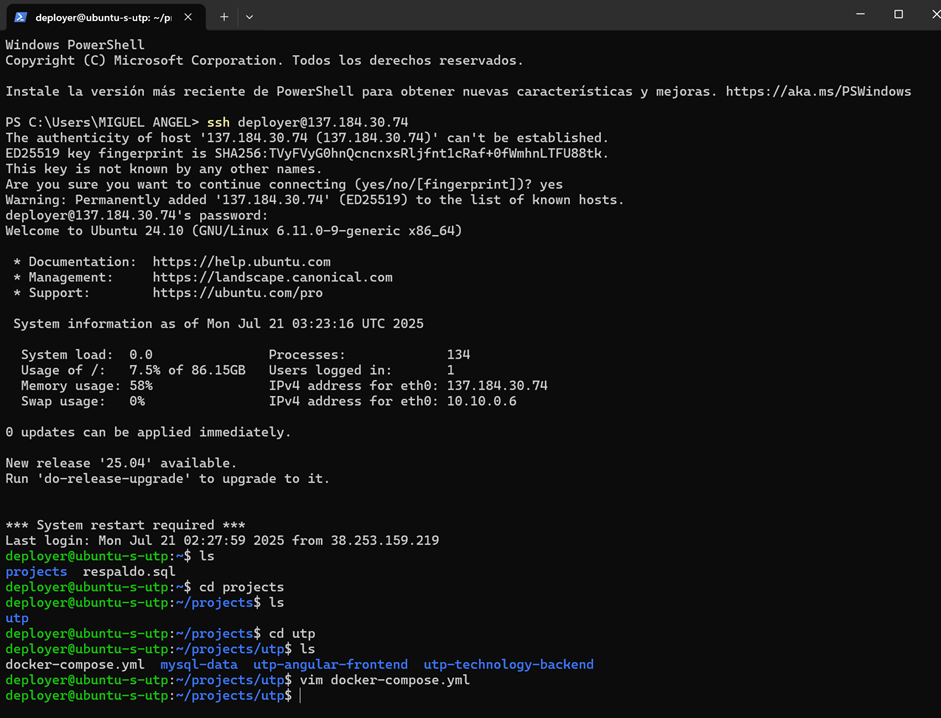 deployer@ubuntu-s-utp: ~/p
Windows PowerShell
Copyright (C) Microsoft Corporation. Todos los derechos reservados.
Instale la versión más reciente de PowerShell para obtener nuevas características y mejoras. https://aka.ms/PSWindows
PS C:\Users\MIGUEL ANGEL> ssh deployer@137.184.30.74
The authenticity of host '137.184.30.74 (137.184.30.74)' can't be established.
ED25519 key fingerprint is SHA256:TVyFVyG0hnQcncnxsRljfnt1cRaf+0fWmhnLTFU88tk.
This key is not known by any other names.
Are you sure you want to continue connecting (yes/no/[fingerprint])? yes
Warning: Permanently added '137.184.30.74' (ED25519) to the list of known hosts.
deployer@137.184.30.74's password:
Welcome to Ubuntu 24.10 (GNU/Linux 6.11.0-9-generic x86_64)
* Documentation: https://help.ubuntu.com
* Management: https://landscape.canonical.com
* Support: https://ubuntu.com/pro
System information as of Mon Jul 21 03:23:16 UTC 2025
System load: 0.0 Processes: 134
Usage of /: 7.5% of 86.15GB Users logged in: 1
Memory usage: 58% IPv4 address for eth0: 137.184.30.74
Swap usage: 0% IPv4 address for eth0: 10.10.0.6
0 updates can be applied immediately.
New release '25.04' available.
Run 'do-release-upgrade' to upgrade to it.
*** System restart required ***
Last login: Mon Jul 21 02:27:59 2025 from 38.253.159.219
deployer@ubuntu-s-utp:~$ ls
projects respaldo.sql
deployer@ubuntu-s-utp:~$ cd projects
deployer@ubuntu-s-utp:~/projects$ ls
utp
deployer@ubuntu-s-utp:~/projects$ cd utp
deployer@ubuntu-s-utp:~/projects/utp$ ls
docker-compose.yml mysql-data utp-angular-frontend utp-technology-backend
deployer@ubuntu-s-utp:~/projects/utp$ vim docker-compose.yml
deployer@ubuntu-s-utp:~/projects/utp$